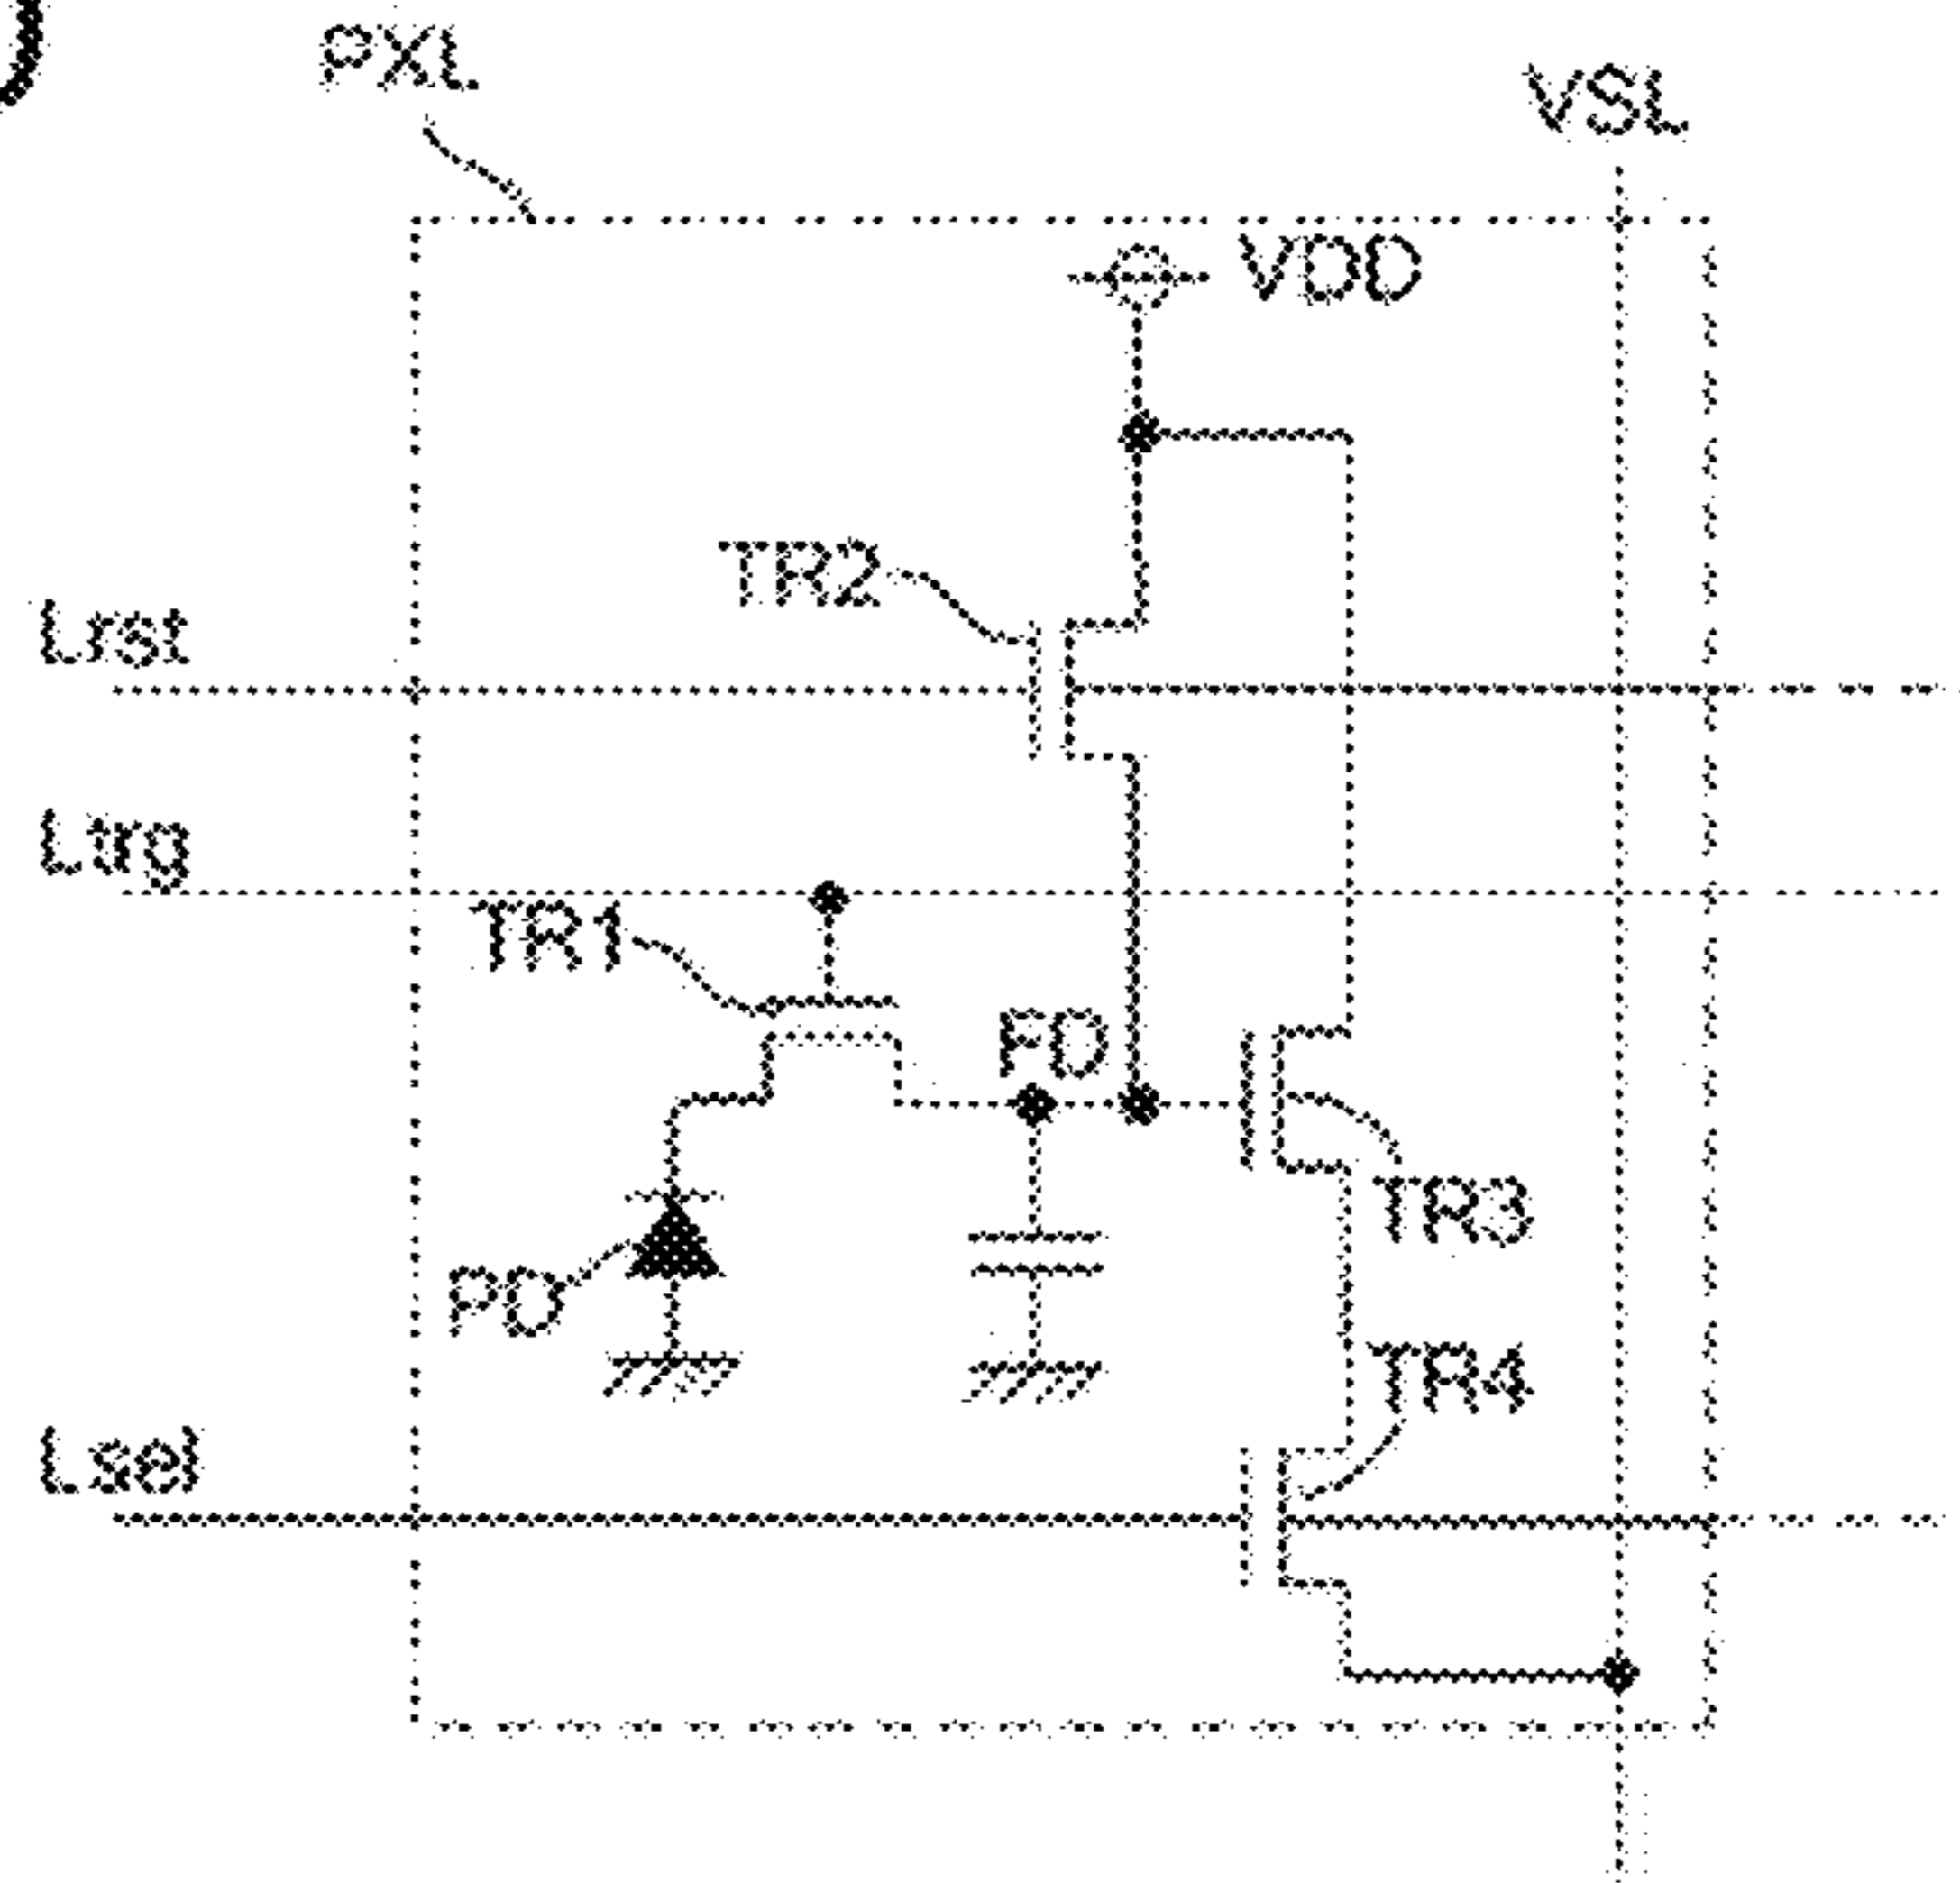 PXL
VSL
VDD
TR2
Lrst
Ltrg
TR1
FD
TR3
PD
TR4
Lsel